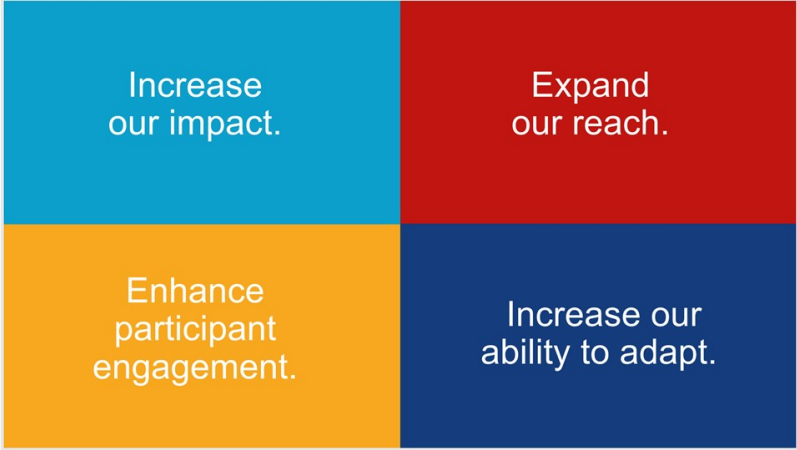 Increase
our impact.
Expand
our reach.
Enhance
participant
engagement.
Increase our
ability to adapt.